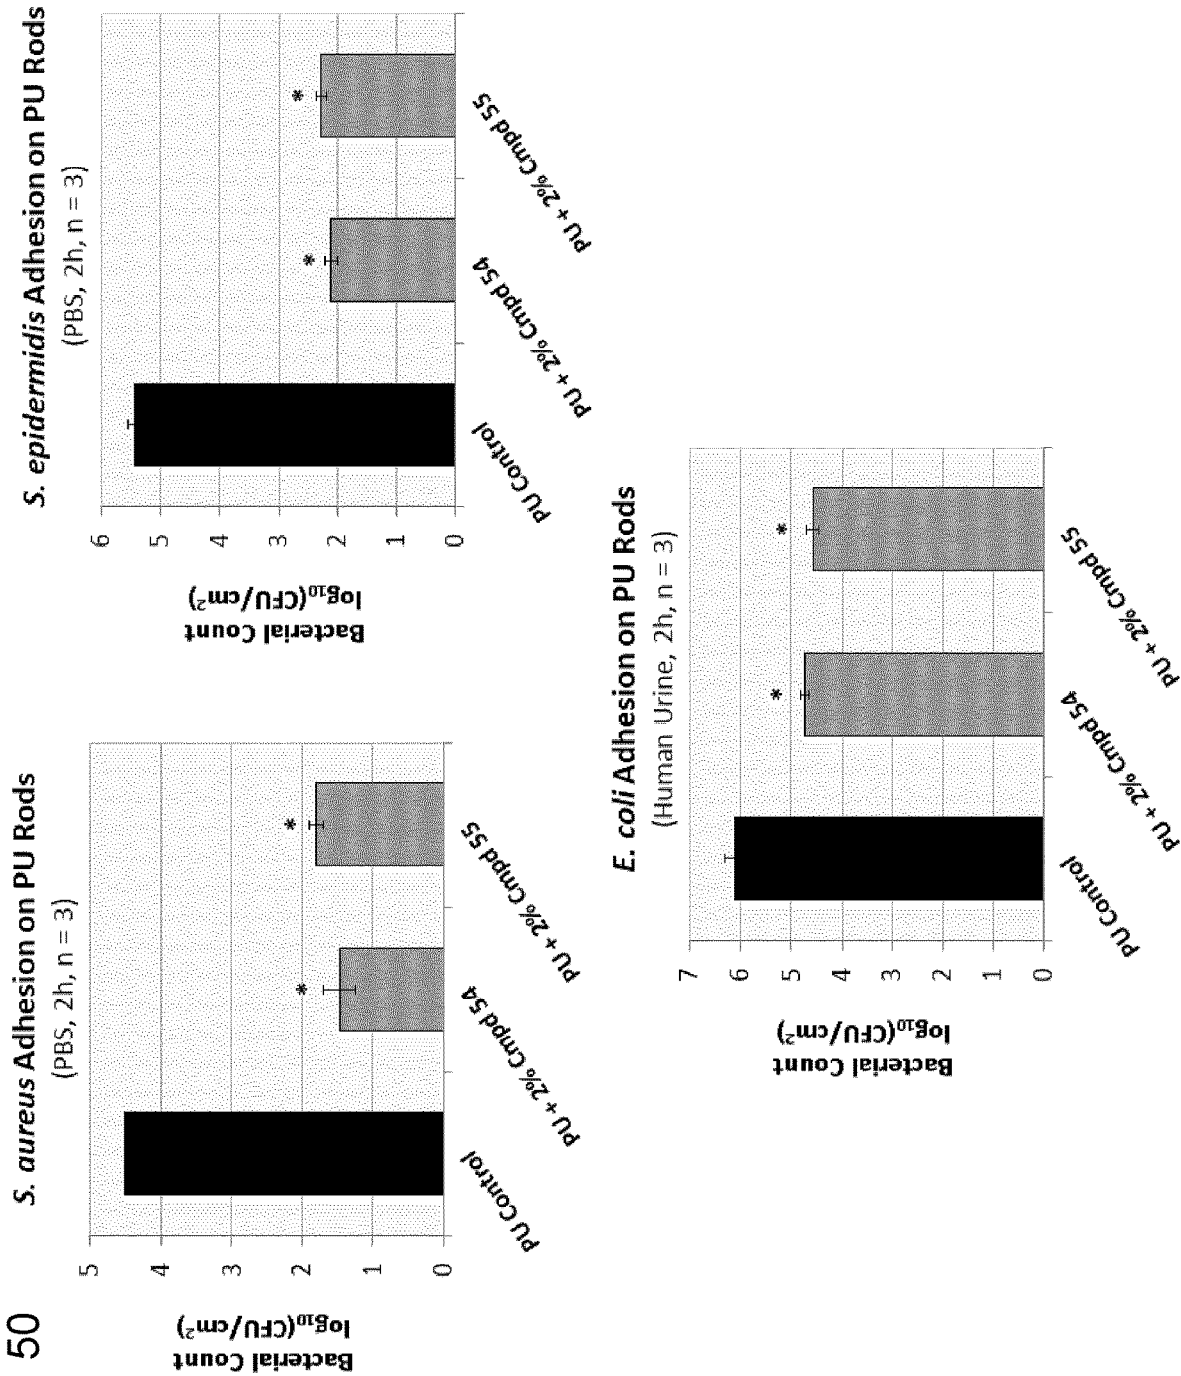 50
S. aureus Adhesion on PU Rods
(PBS, 2h, n = 3)
Bacterial Count
log₁₀(CFU/cm²)
5
4
3
2
1
0
*
*
PU Control
PU + 2% Cmpd 54
PU + 2% Cmpd 55
S. epidermidis Adhesion on PU Rods
(PBS, 2h, n = 3)
Bacterial Count
log₁₀(CFU/cm²)
6
5
4
3
2
1
0
*
*
PU Control
PU + 2% Cmpd 54
PU + 2% Cmpd 55
E. coli Adhesion on PU Rods
(Human Urine, 2h, n = 3)
Bacterial Count
log₁₀(CFU/cm²)
7
6
5
4
3
2
1
0
*
*
PU Control
PU + 2% Cmpd 54
PU + 2% Cmpd 55